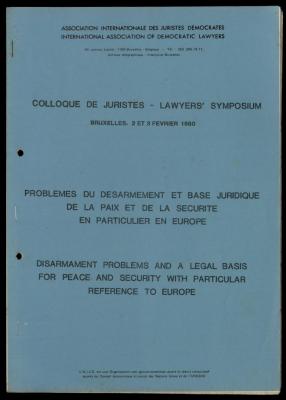 ASSOCIATION INTERNATIONALE DES JURISTES DÉMOCRATES
INTERNATIONAL ASSOCIATION OF DEMOCRATIC LAWYERS
COLLOQUE DE JURISTES - LAWYERS' SYMPOSIUM
BRUXELLES, 2 ET 3 FEVRIER 1980
PROBLEMES DU DESARMEMENT ET BASE JURIDIQUE
DE LA PAIX ET DE LA SECURITE
EN PARTICULIER EN EUROPE
DISARMAMENT PROBLEMS AND A LEGAL BASIS
FOR PEACE AND SECURITY WITH PARTICULAR
REFERENCE TO EUROPE